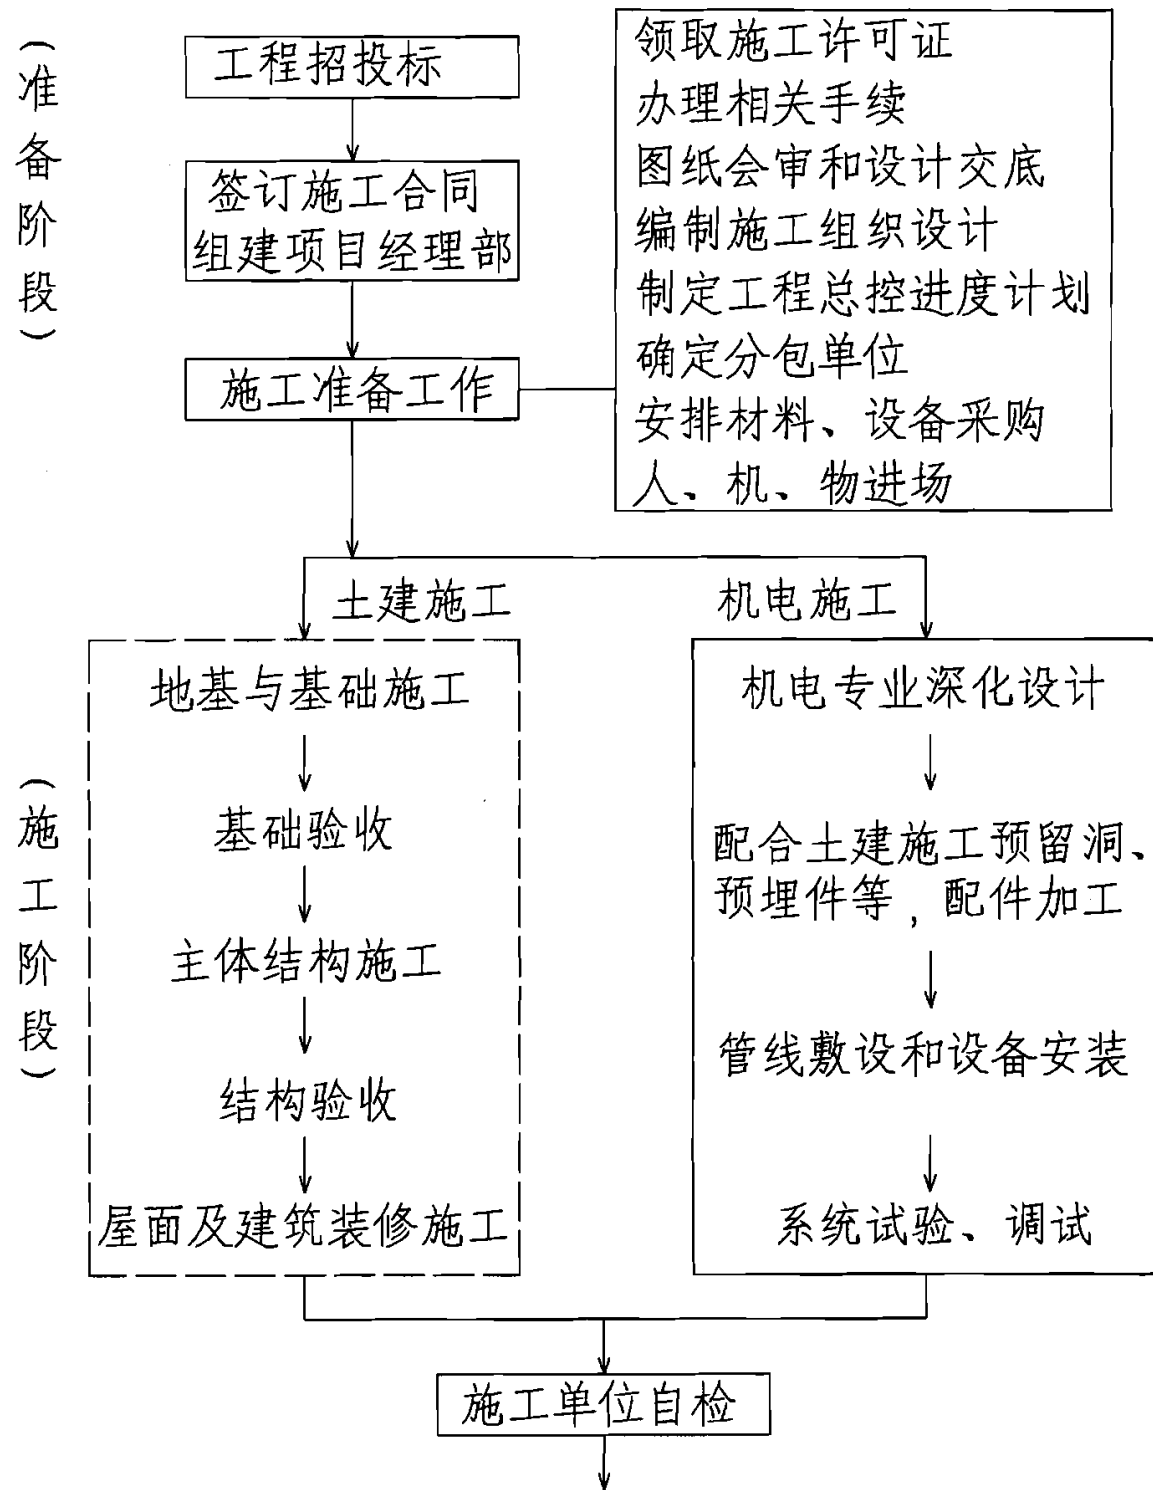 （准备阶段）
工程招投标
签订施工合同
组建项目经理部
施工准备工作
领取施工许可证
办理相关手续
图纸会审和设计交底
编制施工组织设计
制定工程总控进度计划
确定分包单位
安排材料、设备采购
人、机、物进场
（施工阶段）
土建施工
地基与基础施工
基础验收
主体结构施工
结构验收
屋面及建筑装修施工
机电施工
机电专业深化设计
配合土建施工预留洞、
预埋件等，配件加工
管线敷设和设备安装
系统试验、调试
施工单位自检